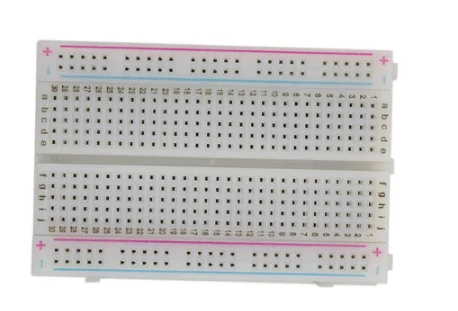 + +
- -
30 29 28 27 26 25 24 23 22 21 20 19 18 17 16 15 14 13 12 11 10 9 8 7 6 5 4 3 2 1
a a
b b
c c
d d
e e
f f
g g
h h
i i
j j
30 29 28 27 26 25 24 23 22 21 20 19 18 17 16 15 14 13 12 11 10 9 8 7 6 5 4 3 2 1
+ +
- -